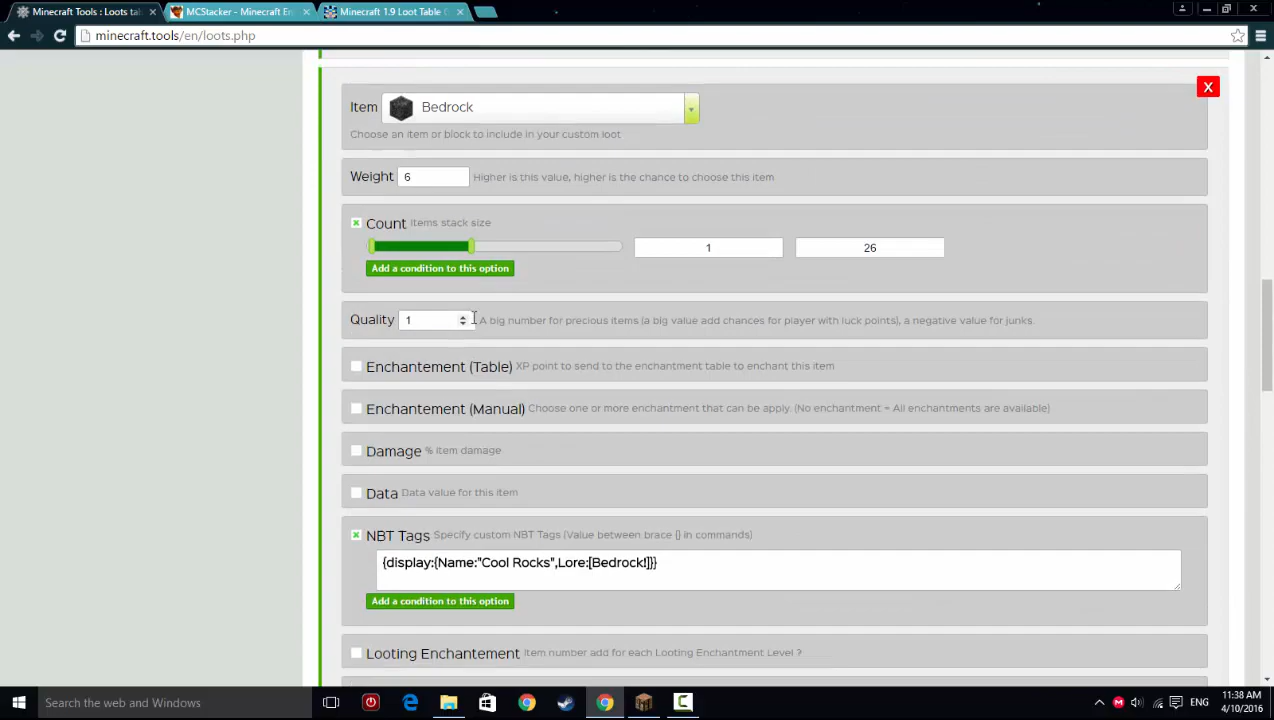 Minecraft Tools : Loots tab
MCStacker - Minecraft En
Minecraft 1.9 Loot Table G
minecraft.tools/en/loots.php
X
Item Bedrock
Choose an item or block to include in your custom loot
Weight 6 Higher is this value, higher is the chance to choose this item
Count Items stack size
1 26
Add a condition to this option
Quality 1 A big number for precious items (a big value add chances for player with luck points), a negative value for junks.
Enchantement (Table) XP point to send to the enchantment table to enchant this item
Enchantement (Manual) Choose one or more enchantment that can be apply. (No enchantment = All enchantments are available)
Damage % item damage
Data Data value for this item
NBT Tags Specify custom NBT Tags (Value between brace {} in commands)
{display:{Name:"Cool Rocks",Lore:[Bedrock!]}}
Add a condition to this option
Looting Enchantement Item number add for each Looting Enchantment Level ?
Search the web and Windows
ENG
11:38 AM
4/10/2016